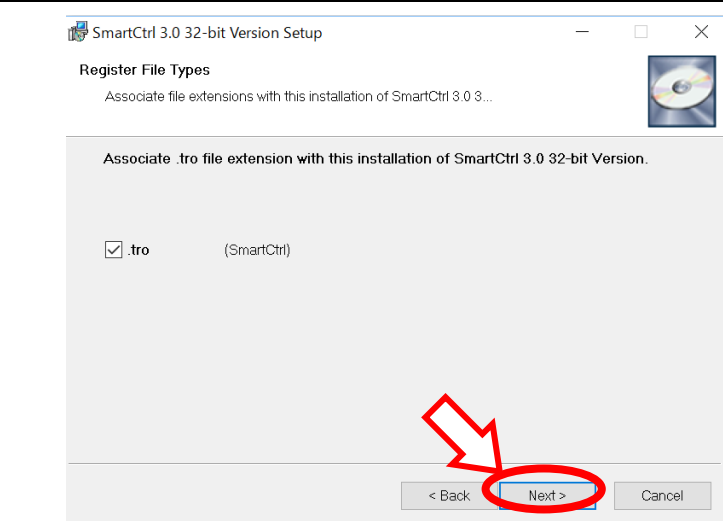 SmartCtrl 3.0 32-bit Version Setup
Register File Types
Associate file extensions with this installation of SmartCtrl 3.0 3...
Associate .tro file extension with this installation of SmartCtrl 3.0 32-bit Version.
.tro (SmartCtrl)
< Back Next > Cancel